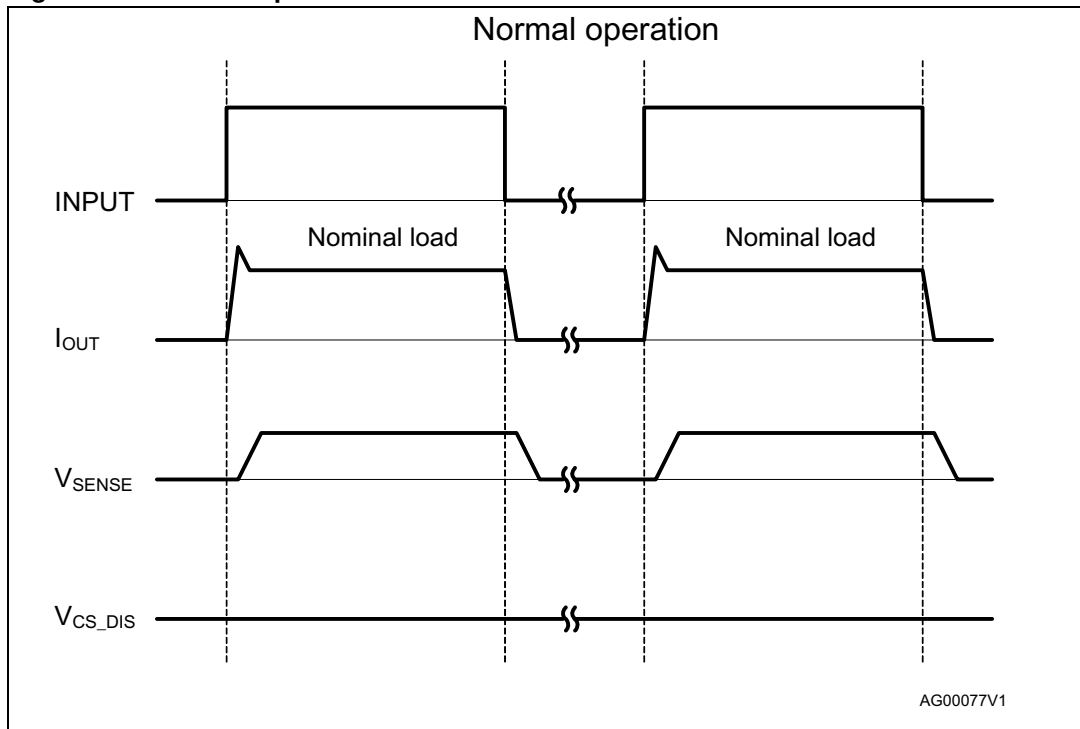 Normal operation
INPUT
Nominal load Nominal load
IOUT
VSENSE
VCS_DIS
AG00077V1